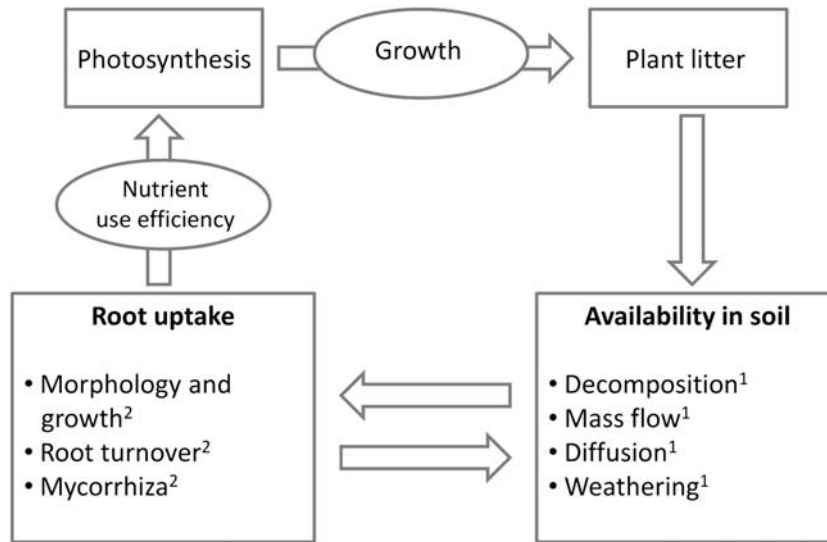 Photosynthesis
Growth
Plant litter
Nutrient
use efficiency
Root uptake
• Morphology and
growth²
• Root turnover²
• Mycorrhiza²
Availability in soil
• Decomposition¹
• Mass flow¹
• Diffusion¹
• Weathering¹